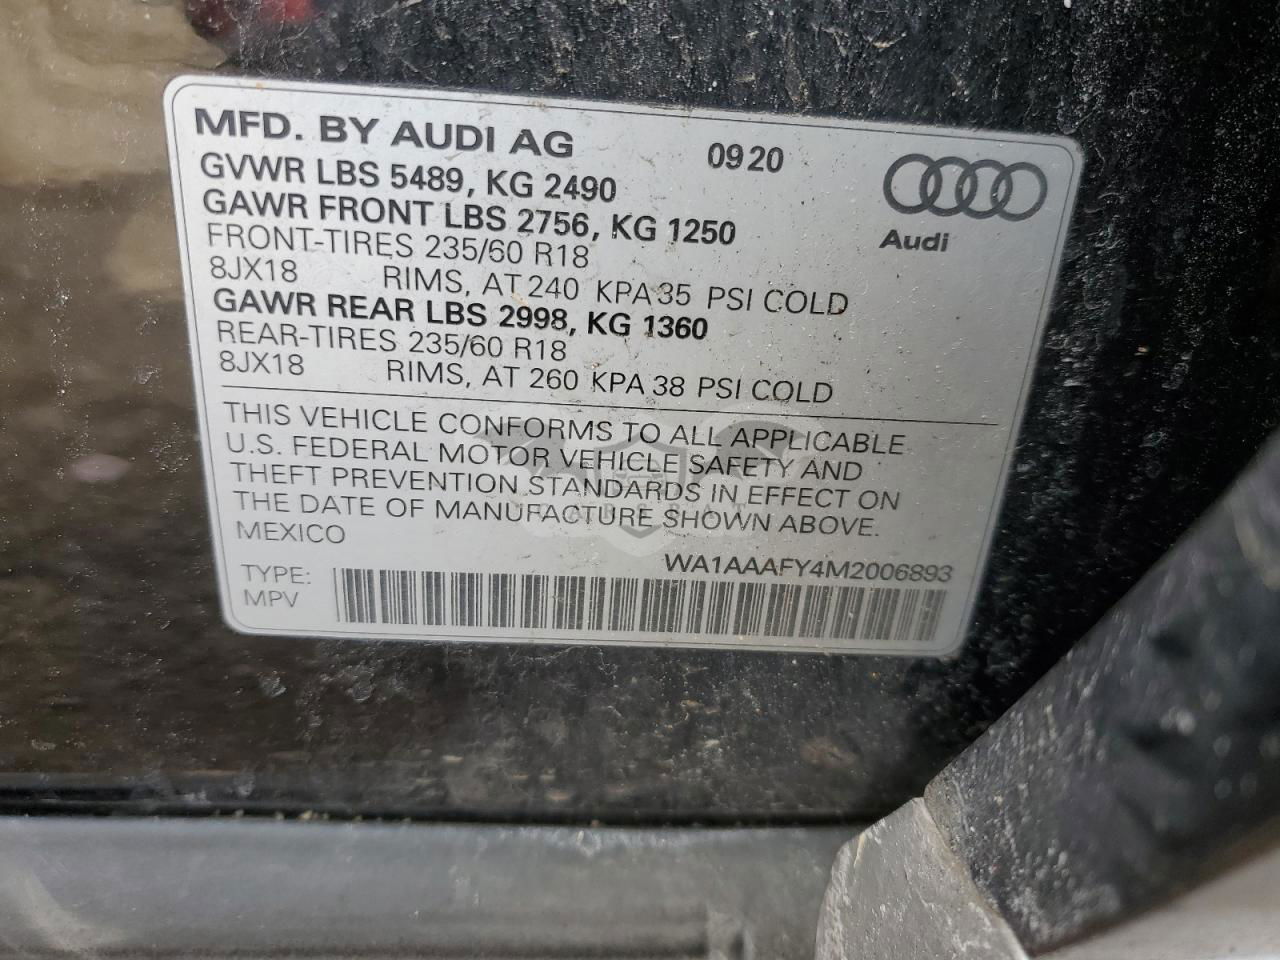 MFD. BY AUDI AG 0920
GVWR LBS 5489, KG 2490
GAWR FRONT LBS 2756, KG 1250
Audi
FRONT-TIRES 235/60 R18
8JX18 RIMS, AT 240 KPA 35 PSI COLD
GAWR REAR LBS 2998, KG 1360
REAR-TIRES 235/60 R18
8JX18 RIMS, AT 260 KPA 38 PSI COLD
THIS VEHICLE CONFORMS TO ALL APPLICABLE
U.S. FEDERAL MOTOR VEHICLE SAFETY AND
THEFT PREVENTION STANDARDS IN EFFECT ON
THE DATE OF MANUFACTURE SHOWN ABOVE.
MEXICO
WA1AAAFY4M2006893
TYPE:
MPV